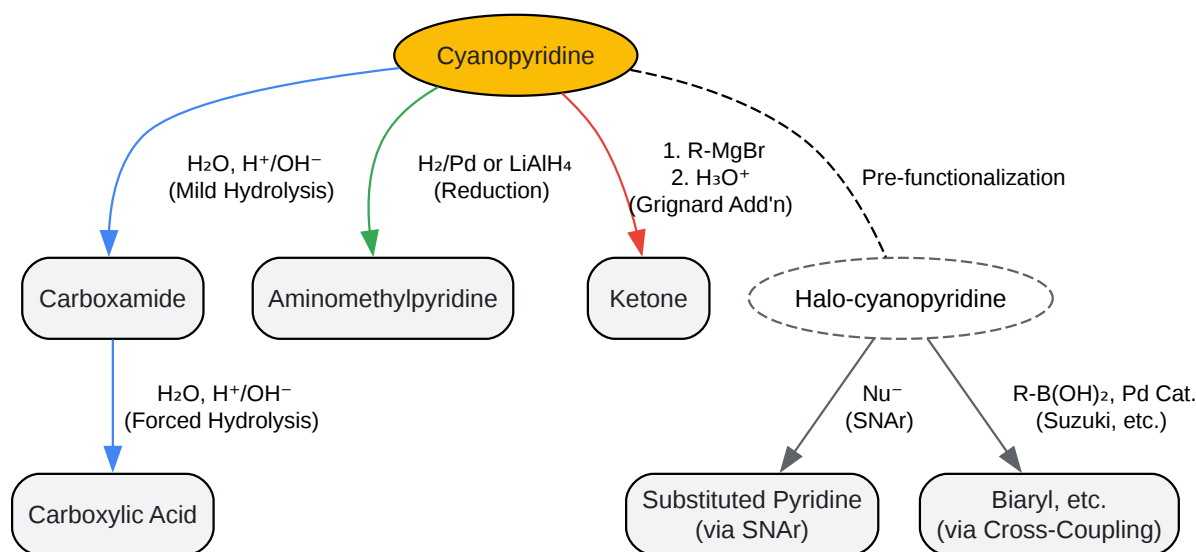 Cyanopyridine
H₂O, H⁺/OH⁻
(Mild Hydrolysis)
H₂/Pd or LiAlH₄
(Reduction)
1. R-MgBr
2. H₃O⁺
(Grignard Add'n)
Pre-functionalization
Carboxamide
Aminomethylpyridine
Ketone
Halo-cyanopyridine
H₂O, H⁺/OH⁻
(Forced Hydrolysis)
Nu⁻
(SNAr)
R-B(OH)₂, Pd Cat.
(Suzuki, etc.)
Carboxylic Acid
Substituted Pyridine
(via SNAr)
Biaryl, etc.
(via Cross-Coupling)